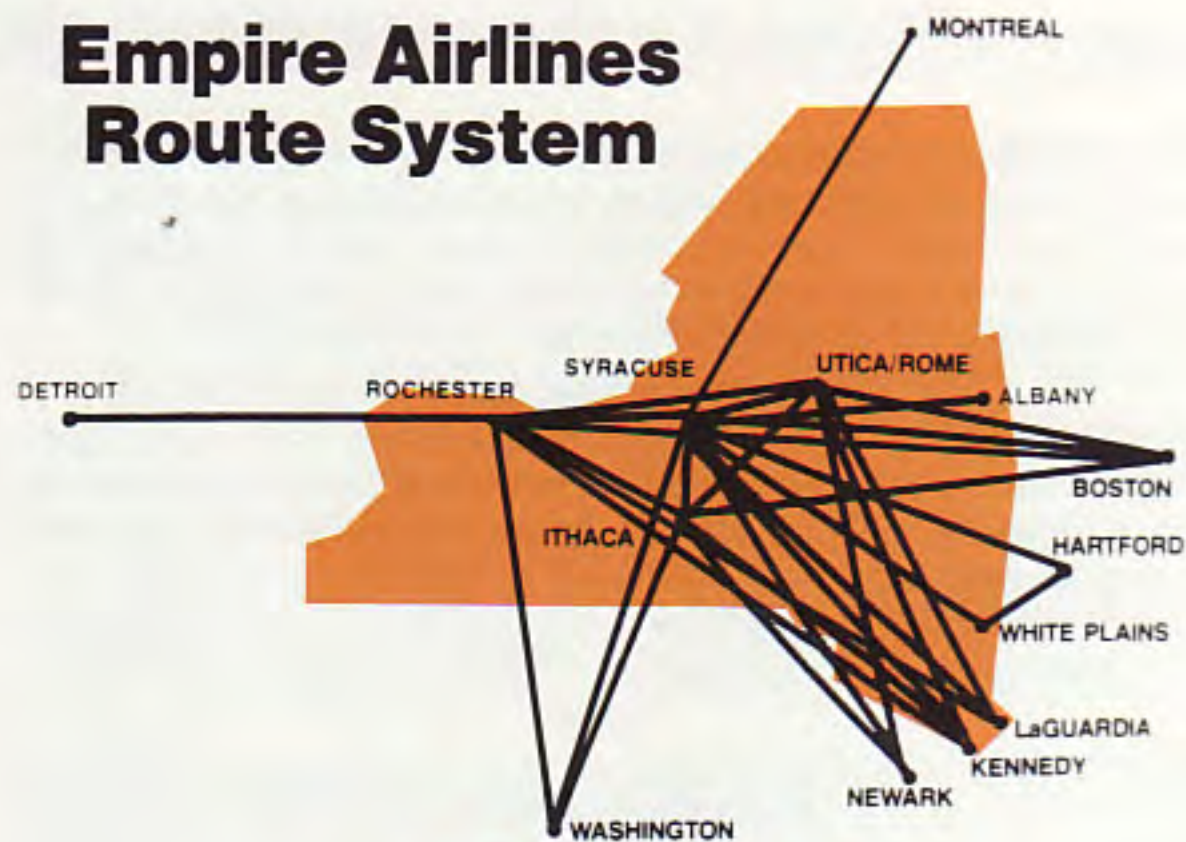 Empire Airlines
Route System
MONTREAL
SYRACUSE
UTICA/ROME
DETROIT
ROCHESTER
ALBANY
BOSTON
ITHACA
HARTFORD
WHITE PLAINS
LaGUARDIA
KENNEDY
NEWARK
WASHINGTON